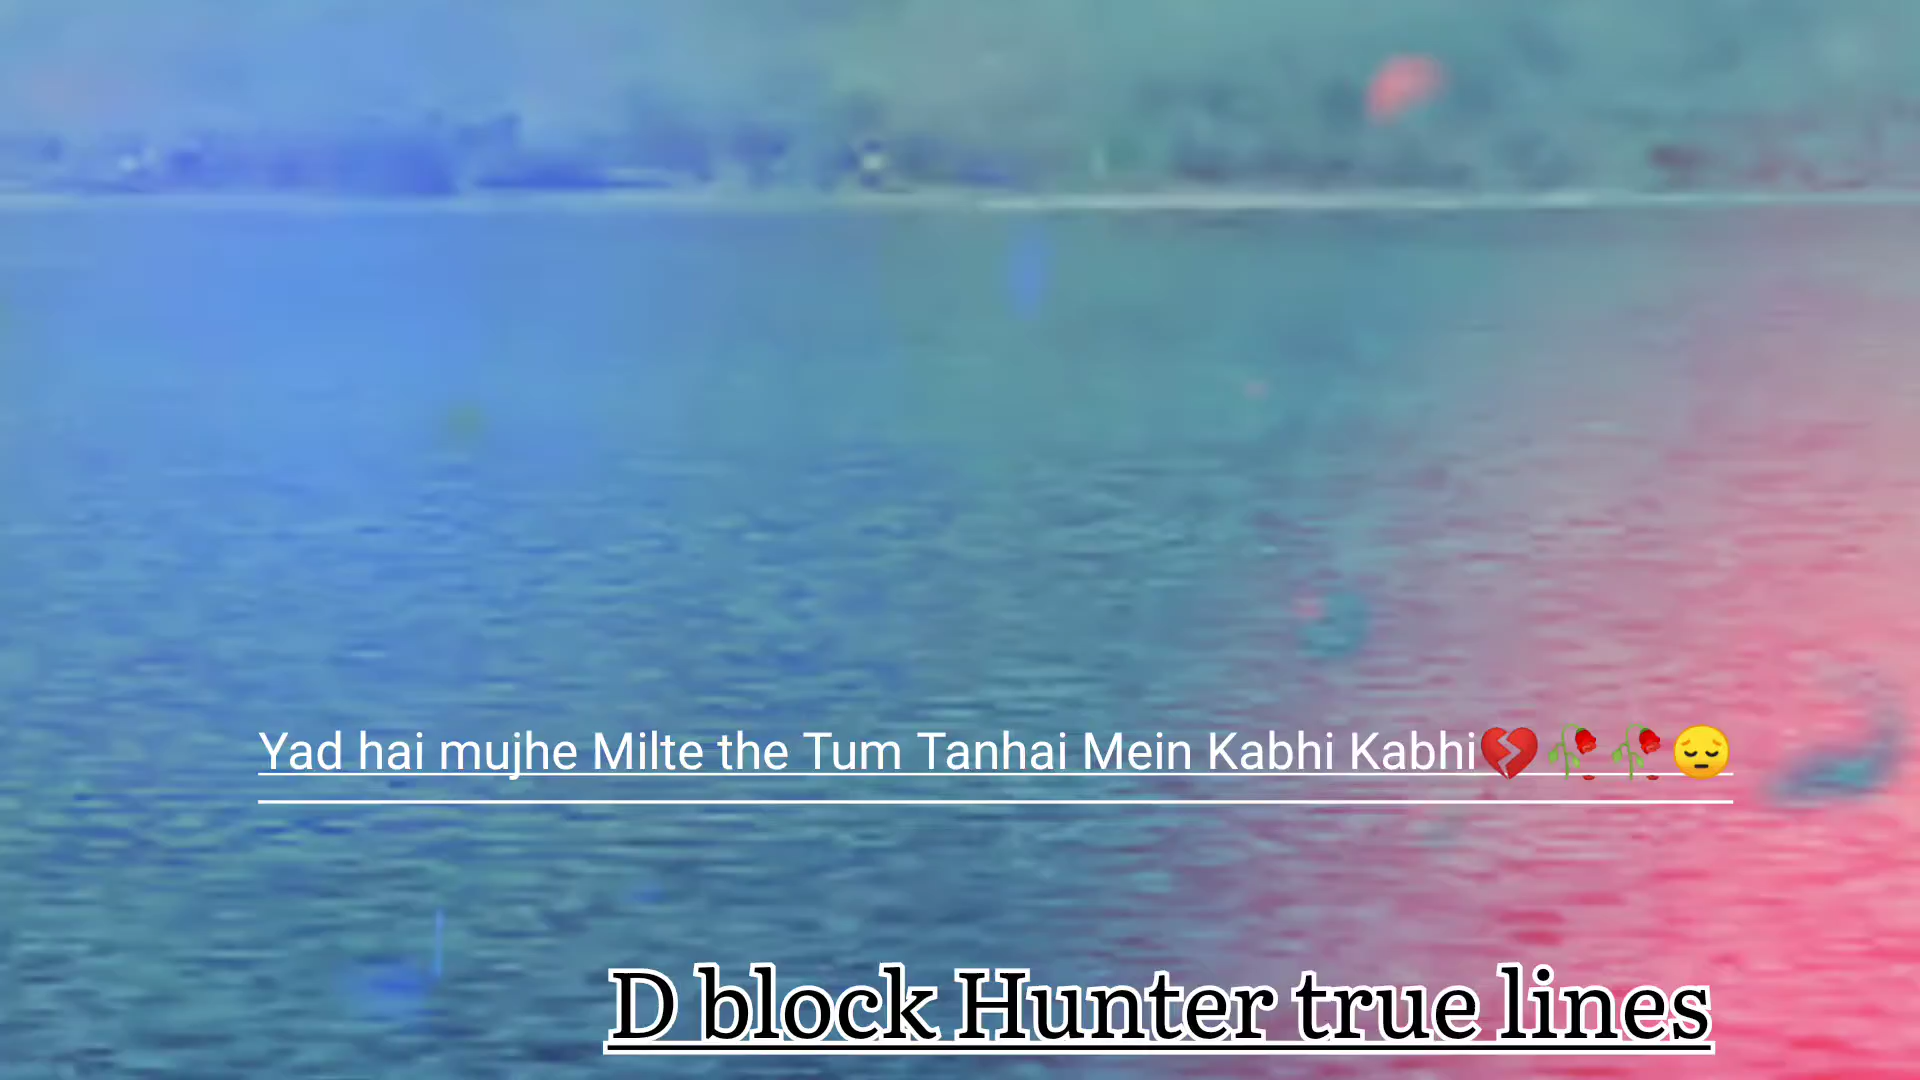 Yad hai mujhe Milte the Tum Tanhai Mein Kabhi Kabhi💔🥀🥀😔
D block Hunter true lines